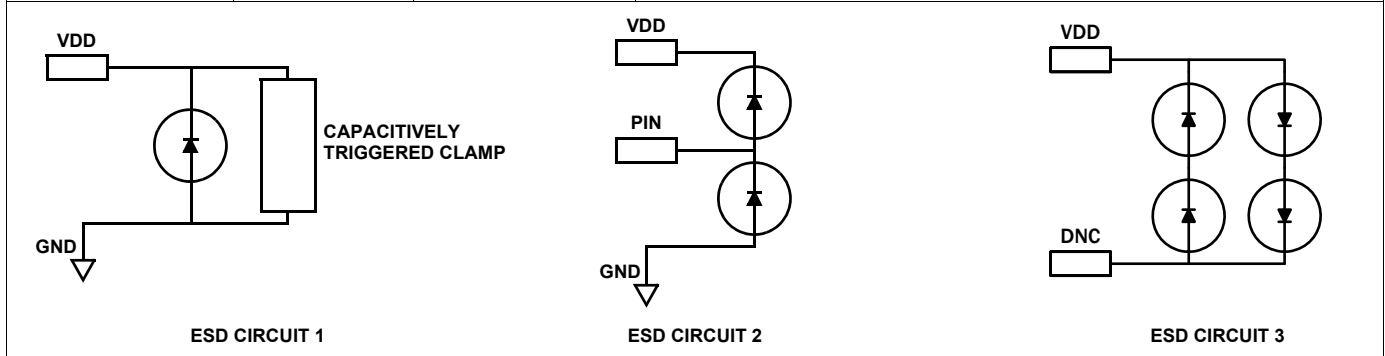 VDD
CAPACITIVELY
TRIGGERED CLAMP
GND
ESD CIRCUIT 1
VDD
PIN
GND
ESD CIRCUIT 2
VDD
DNC
ESD CIRCUIT 3